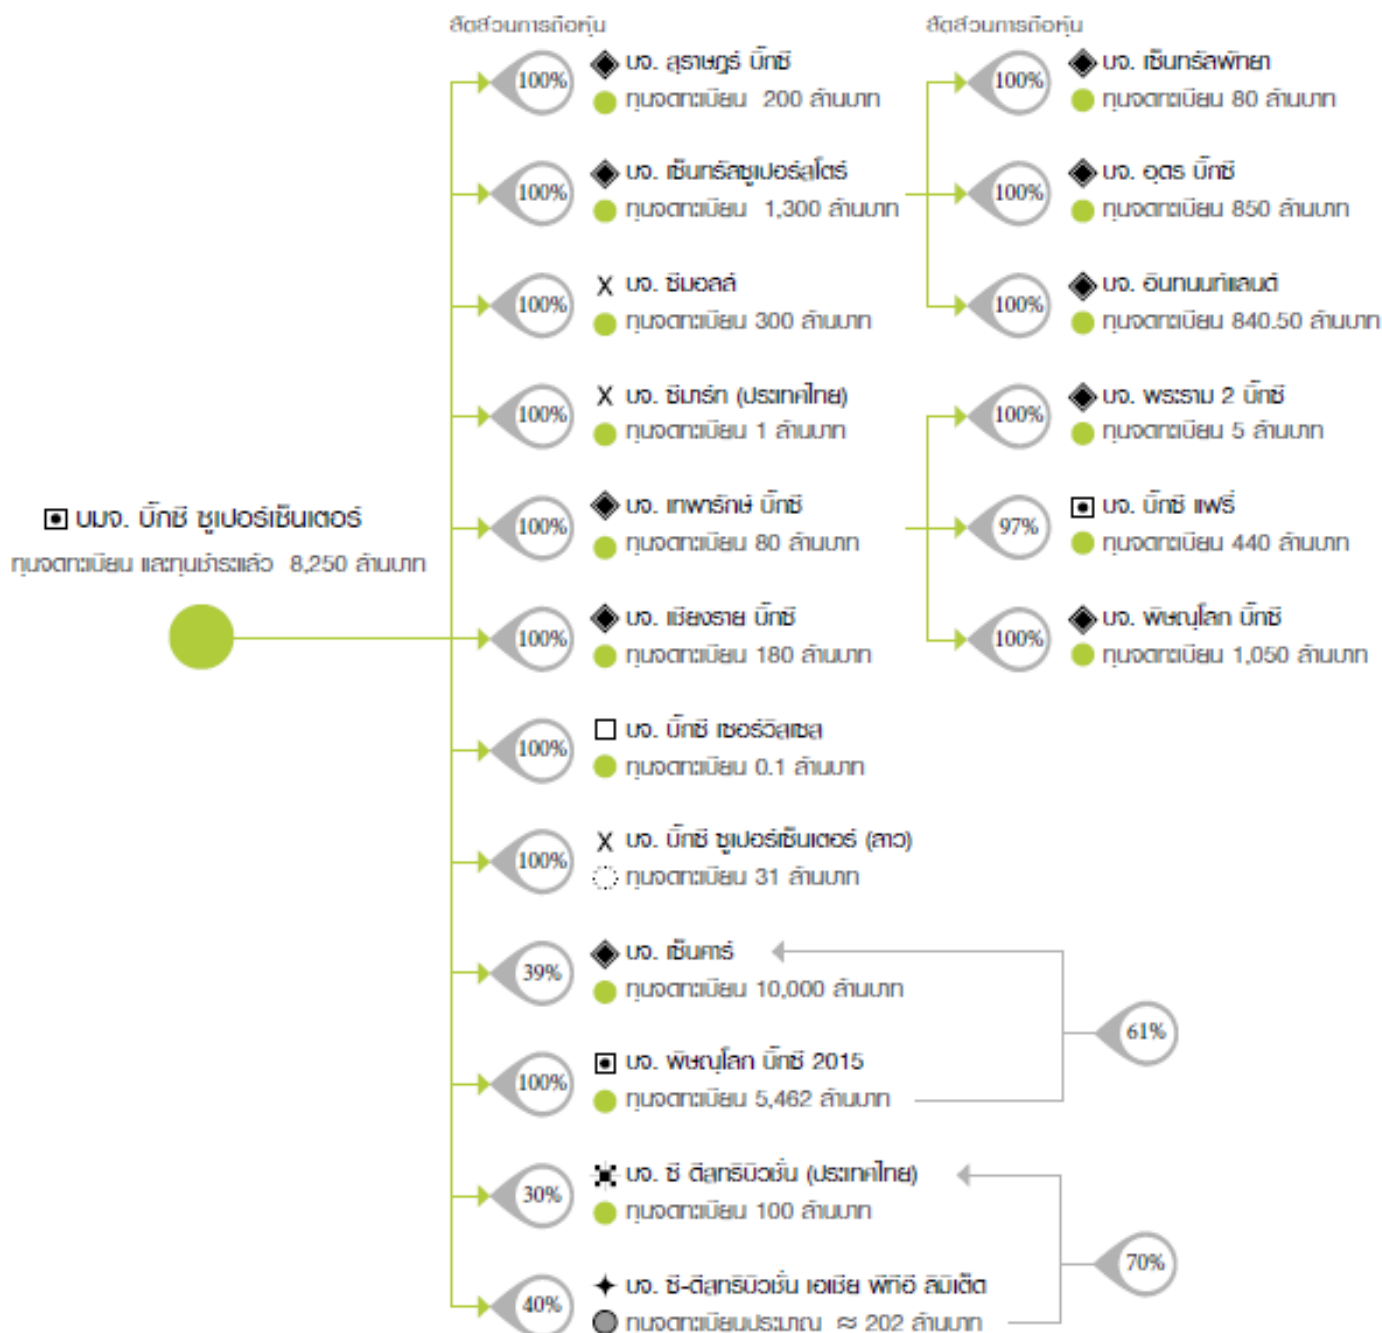 สัดส่วนการถือหุ้น
100%
บจ. สุราษฎร์ บิ๊กซี
ทุนจดทะเบียน 200 ล้านบาท
100%
บจ. เซ็นทรัลซูเปอร์สโตร์
ทุนจดทะเบียน 1,300 ล้านบาท
100%
บจ. ซีมอลล์
ทุนจดทะเบียน 300 ล้านบาท
100%
บจ. ซีมาร์ท (ประเทศไทย)
ทุนจดทะเบียน 1 ล้านบาท
บมจ. บิ๊กซี ซูเปอร์เซ็นเตอร์
ทุนจดทะเบียน และทุนชำระแล้ว 8,250 ล้านบาท
100%
บจ. เทพารักษ์ บิ๊กซี
ทุนจดทะเบียน 80 ล้านบาท
100%
บจ. เชียงราย บิ๊กซี
ทุนจดทะเบียน 180 ล้านบาท
100%
บจ. บิ๊กซี เซอร์วิสเซส
ทุนจดทะเบียน 0.1 ล้านบาท
100%
บจ. บิ๊กซี ซูเปอร์เซ็นเตอร์ (ลาว)
ทุนจดทะเบียน 31 ล้านบาท
39%
บจ. เซ็นคาร์
ทุนจดทะเบียน 10,000 ล้านบาท
61%
100%
บจ. พิษณุโลก บิ๊กซี 2015
ทุนจดทะเบียน 5,462 ล้านบาท
30%
บจ. ซี ดีสทริบิวชั่น (ประเทศไทย)
ทุนจดทะเบียน 100 ล้านบาท
70%
40%
บจ. ซี-ดีสทริบิวชั่น เอเชีย พีทีอี ลิมิเต็ด
ทุนจดทะเบียนประมาณ ≈ 202 ล้านบาท
สัดส่วนการถือหุ้น
100%
บจ. เซ็นทรัลพัทยา
ทุนจดทะเบียน 80 ล้านบาท
100%
บจ. อุดร บิ๊กซี
ทุนจดทะเบียน 850 ล้านบาท
100%
บจ. อินทนนท์แลนด์
ทุนจดทะเบียน 840.50 ล้านบาท
100%
บจ. พระราม 2 บิ๊กซี
ทุนจดทะเบียน 5 ล้านบาท
97%
บจ. บิ๊กซี แฟรี่
ทุนจดทะเบียน 440 ล้านบาท
100%
บจ. พิษณุโลก บิ๊กซี
ทุนจดทะเบียน 1,050 ล้านบาท